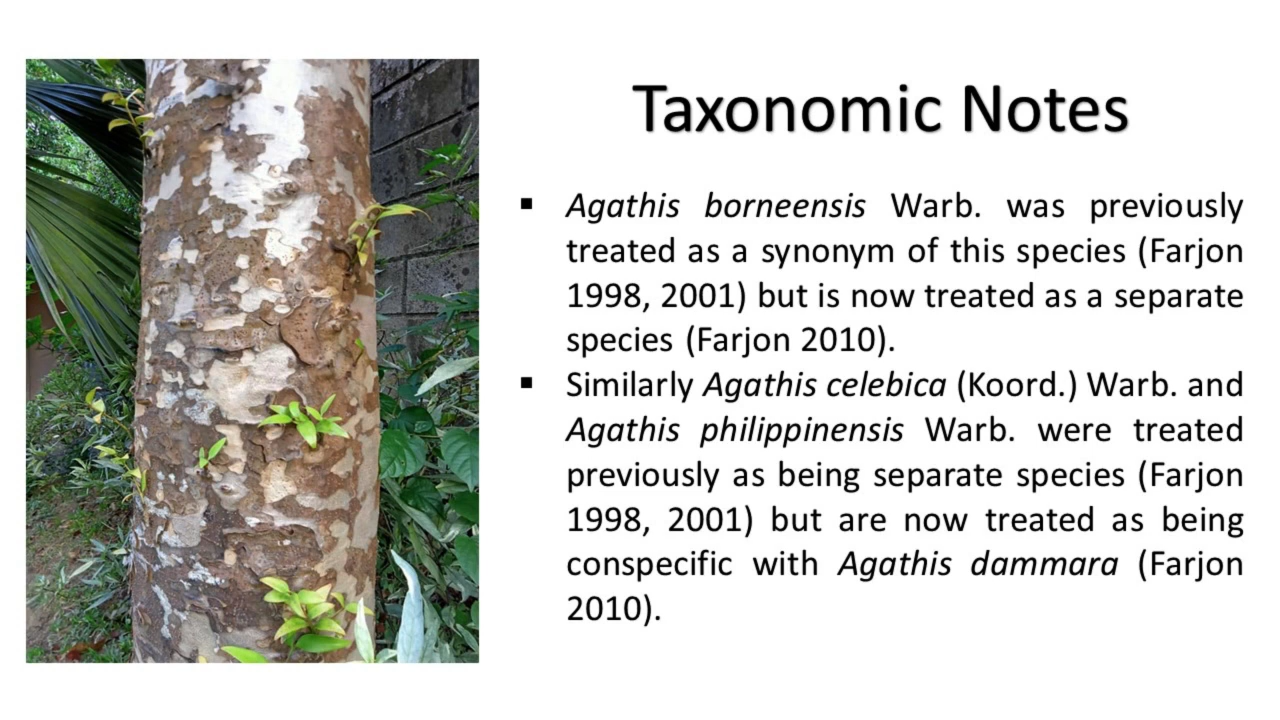 Taxonomic Notes
▪ Agathis borneensis Warb. was previously
treated as a synonym of this species (Farjon
1998, 2001) but is now treated as a separate
species (Farjon 2010).
▪ Similarly Agathis celebica (Koord.) Warb. and
Agathis philippinensis Warb. were treated
previously as being separate species (Farjon
1998, 2001) but are now treated as being
conspecific with Agathis dammara (Farjon
2010).